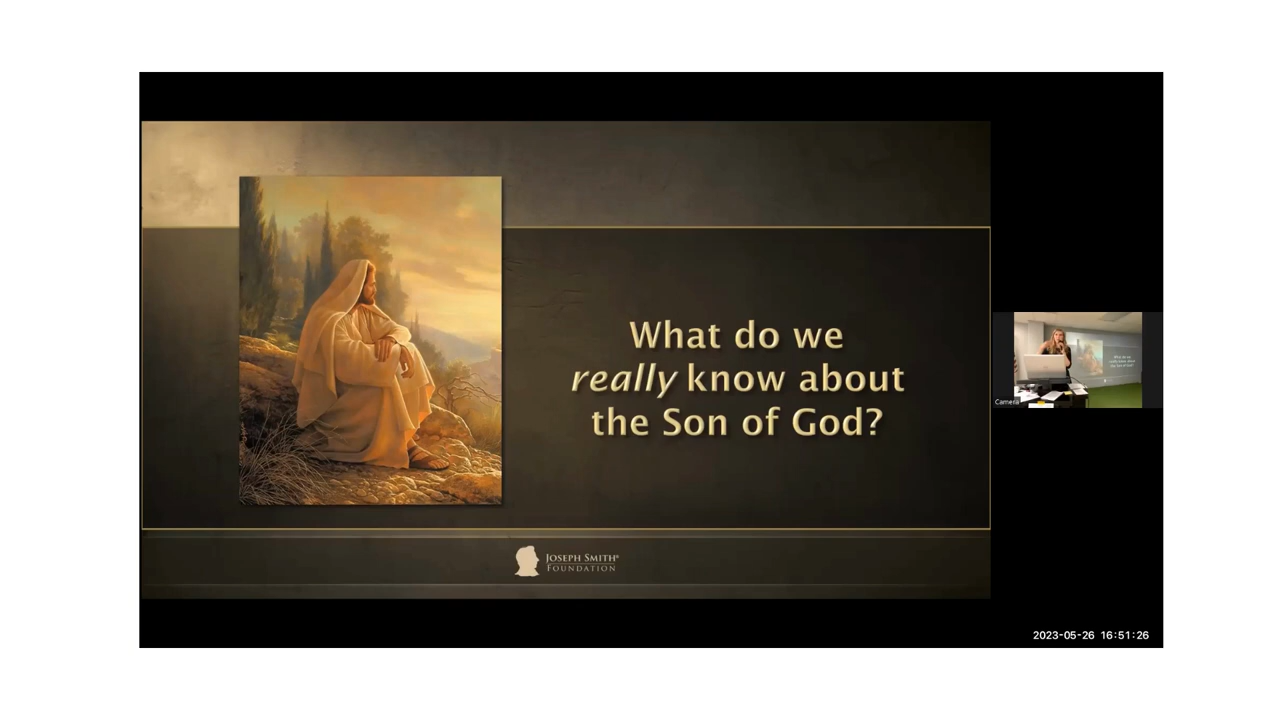 What do we
really know about
the Son of God?
JOSEPH SMITH®
FOUNDATION
Camera
2023-05-26 16:51:26